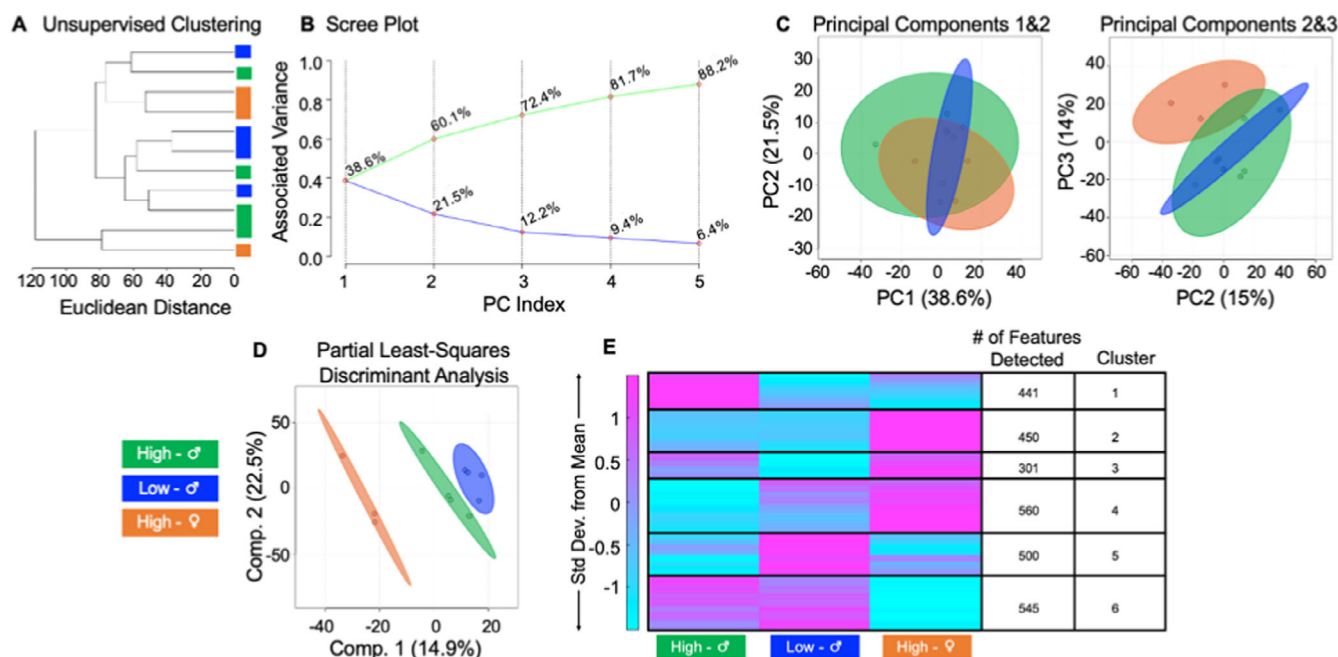 A Unsupervised Clustering
120 100 80 60 40 20 0
Euclidean Distance
B Scree Plot
Associated Variance
1.0
0.8
0.6
0.4
0.2
0.0
38.6%
60.1%
72.4%
81.7%
88.2%
21.5%
12.2%
9.4%
6.4%
1 2 3 4 5
PC Index
C Principal Components 1&2
PC2 (21.5%)
30
20
10
0
-10
-20
-30
-60 -40 -20 0 20 40
PC1 (38.6%)
Principal Components 2&3
PC3 (14%)
40
20
0
-20
-40
-60
-60 -40 -20 0 20 40
PC2 (15%)
High - ♂
Low - ♂
High - ♀
D Partial Least-Squares
Discriminant Analysis
Comp. 2 (22.5%)
50
0
-50
-40 -20 0 20
Comp. 1 (14.9%)
E
Std Dev. from Mean
1
0.5
0
-0.5
-1
# of Features
Detected Cluster
441 1
450 2
301 3
560 4
500 5
545 6
High - ♂ Low - ♂ High - ♀